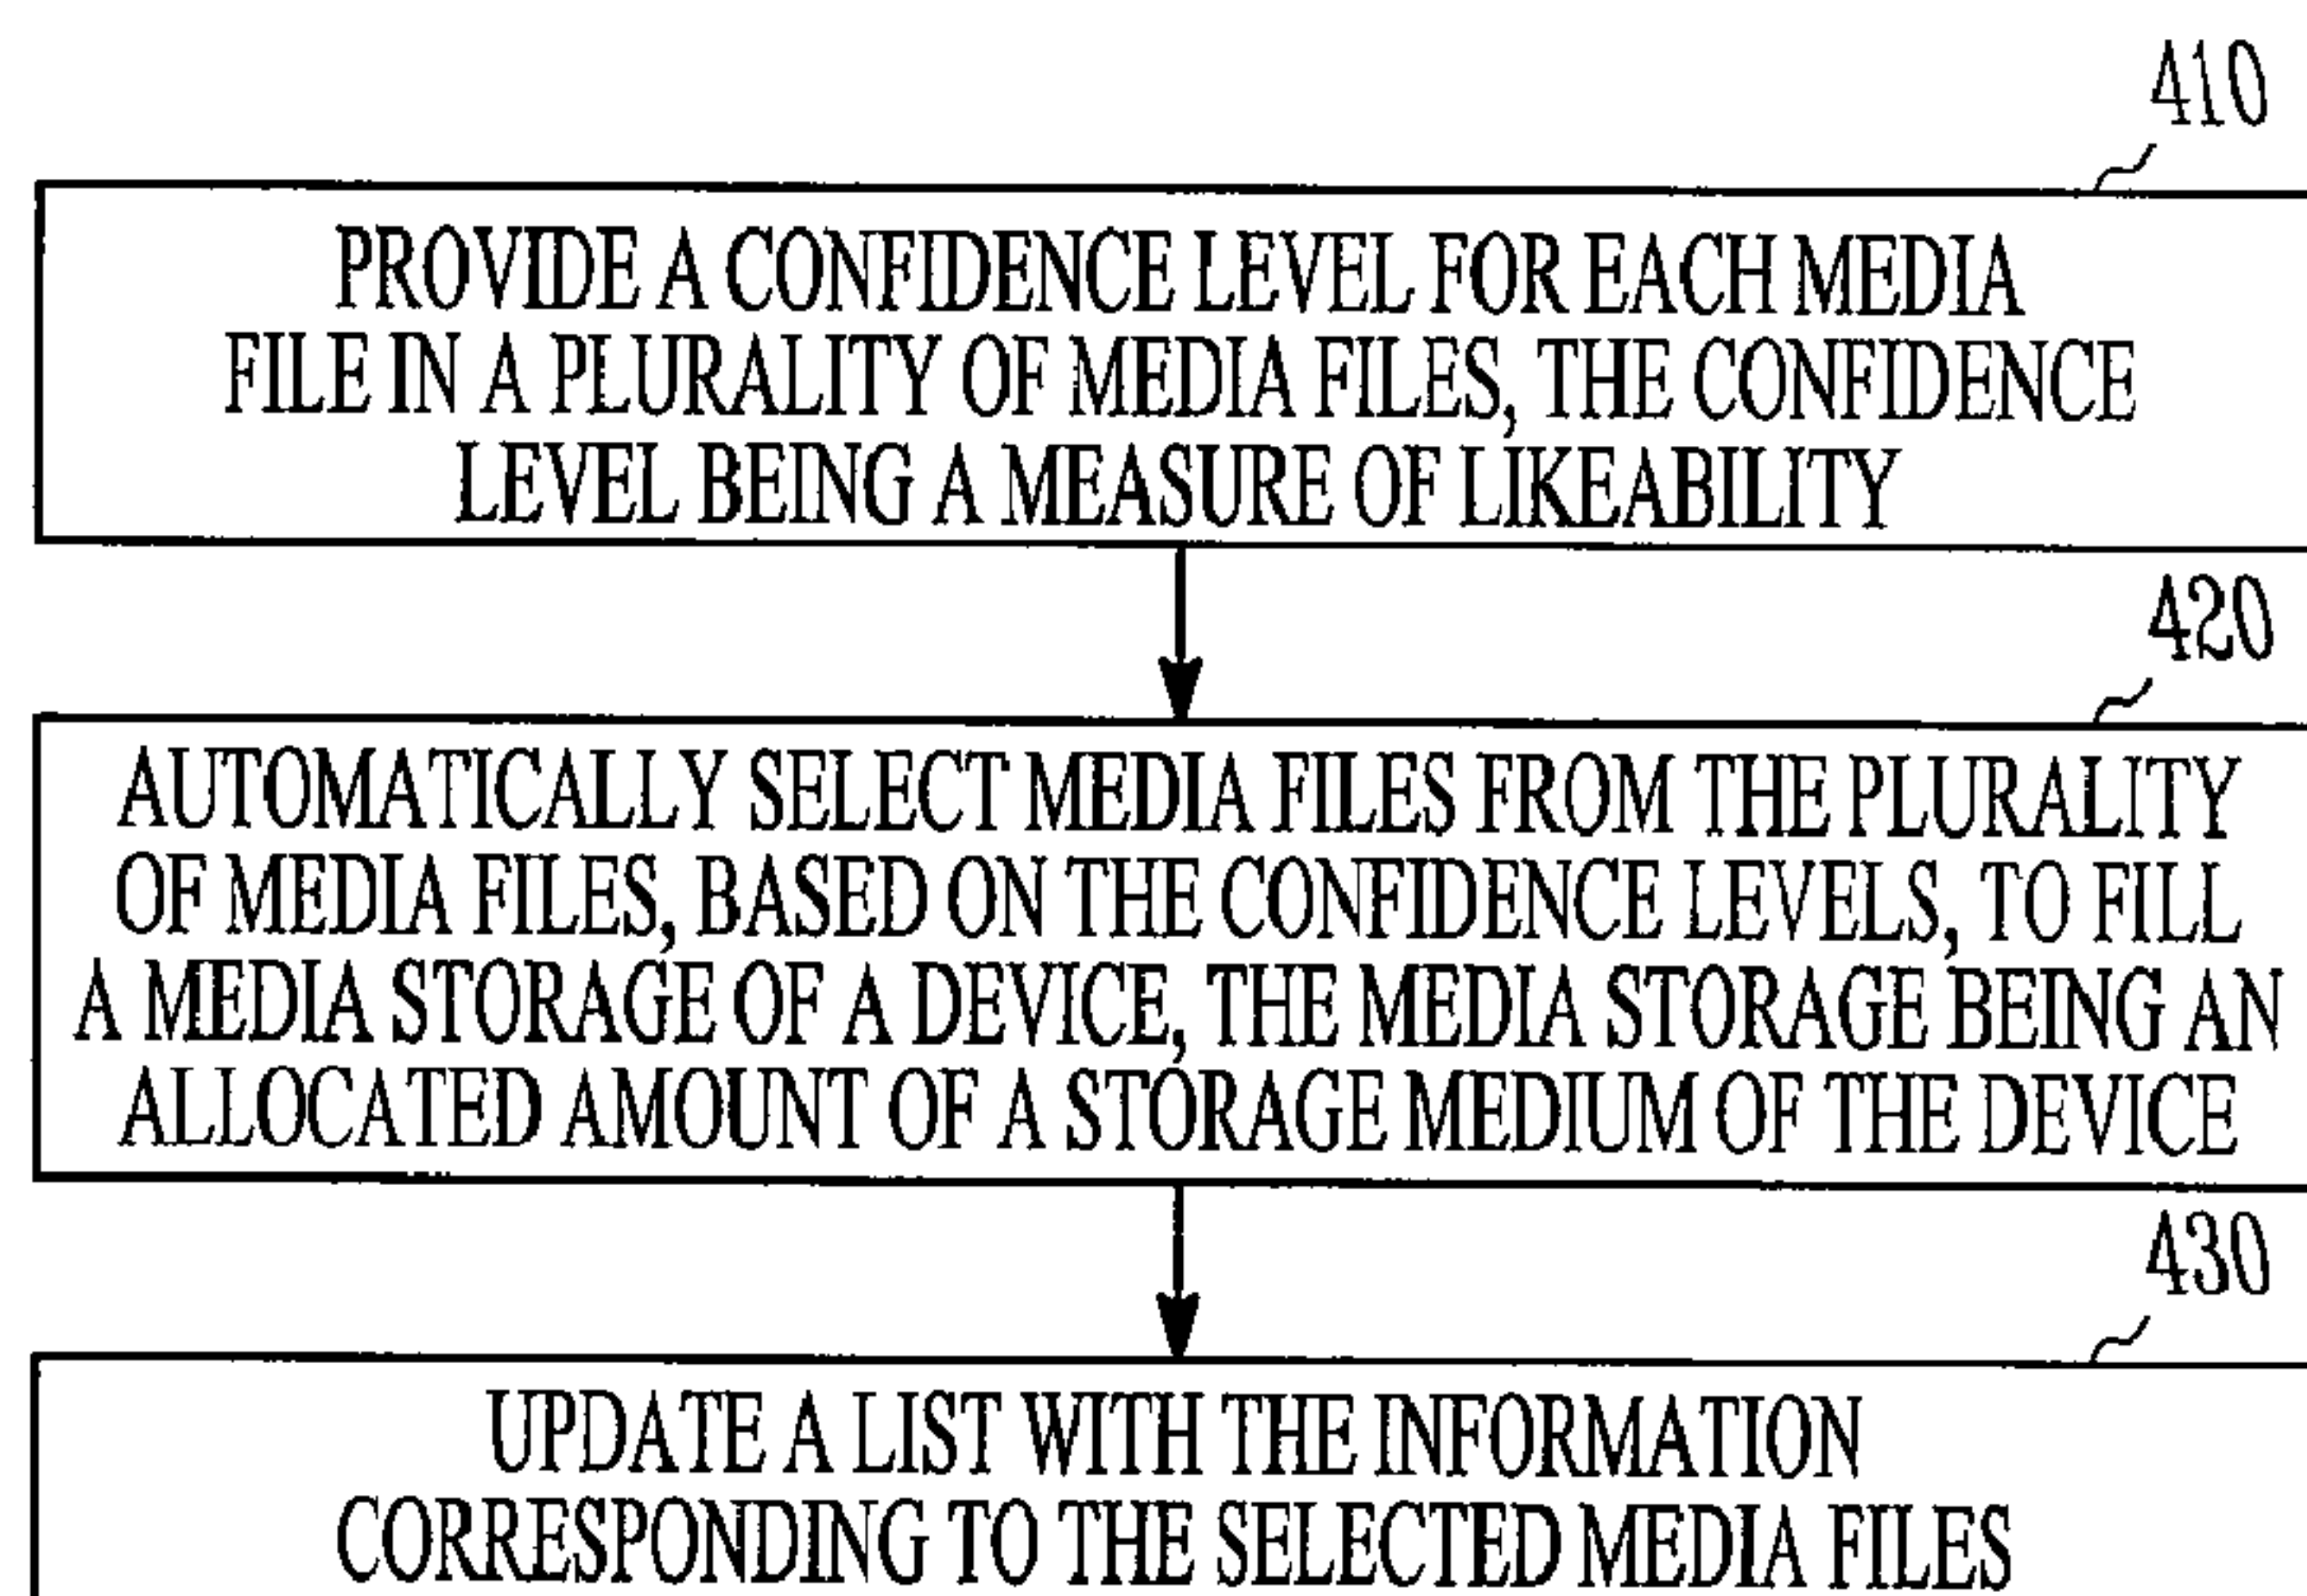 410
PROVIDE A CONFIDENCE LEVEL FOR EACH MEDIA
FILE IN A PLURALITY OF MEDIA FILES, THE CONFIDENCE
LEVEL BEING A MEASURE OF LIKEABILITY
420
AUTOMATICALLY SELECT MEDIA FILES FROM THE PLURALITY
OF MEDIA FILES, BASED ON THE CONFIDENCE LEVELS, TO FILL
A MEDIA STORAGE OF A DEVICE, THE MEDIA STORAGE BEING AN
ALLOCATED AMOUNT OF A STORAGE MEDIUM OF THE DEVICE
430
UPDATE A LIST WITH THE INFORMATION
CORRESPONDING TO THE SELECTED MEDIA FILES